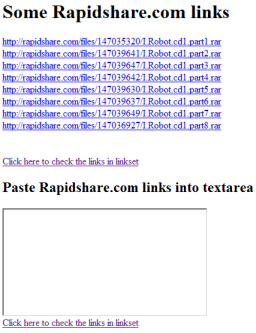 Some Rapidshare.com links
http://rapidshare.com/files/147035320/I.Robot.cd1.part1.rar
http://rapidshare.com/files/147039641/I.Robot.cd1.part2.rar
http://rapidshare.com/files/147039647/I.Robot.cd1.part3.rar
http://rapidshare.com/files/147039642/I.Robot.cd1.part4.rar
http://rapidshare.com/files/147039630/I.Robot.cd1.part5.rar
http://rapidshare.com/files/147039637/I.Robot.cd1.part6.rar
http://rapidshare.com/files/147039649/I.Robot.cd1.part7.rar
http://rapidshare.com/files/147036927/I.Robot.cd1.part8.rar
Click here to check the links in linkset
Paste Rapidshare.com links into textarea
Click here to check the links in linkset